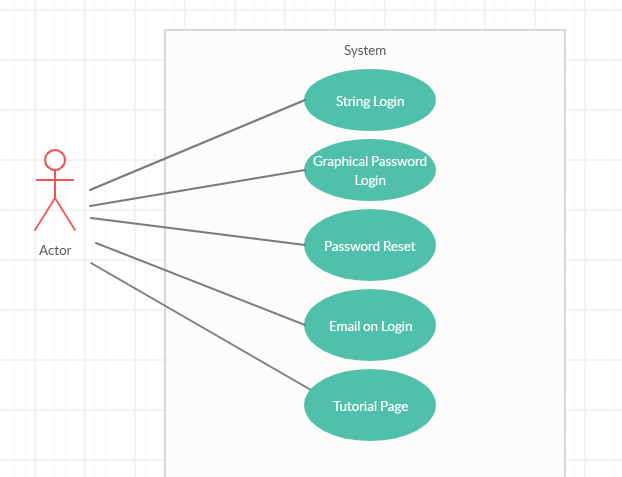 System
String Login
Graphical Password
Login
Password Reset
Actor
Email on Login
Tutorial Page